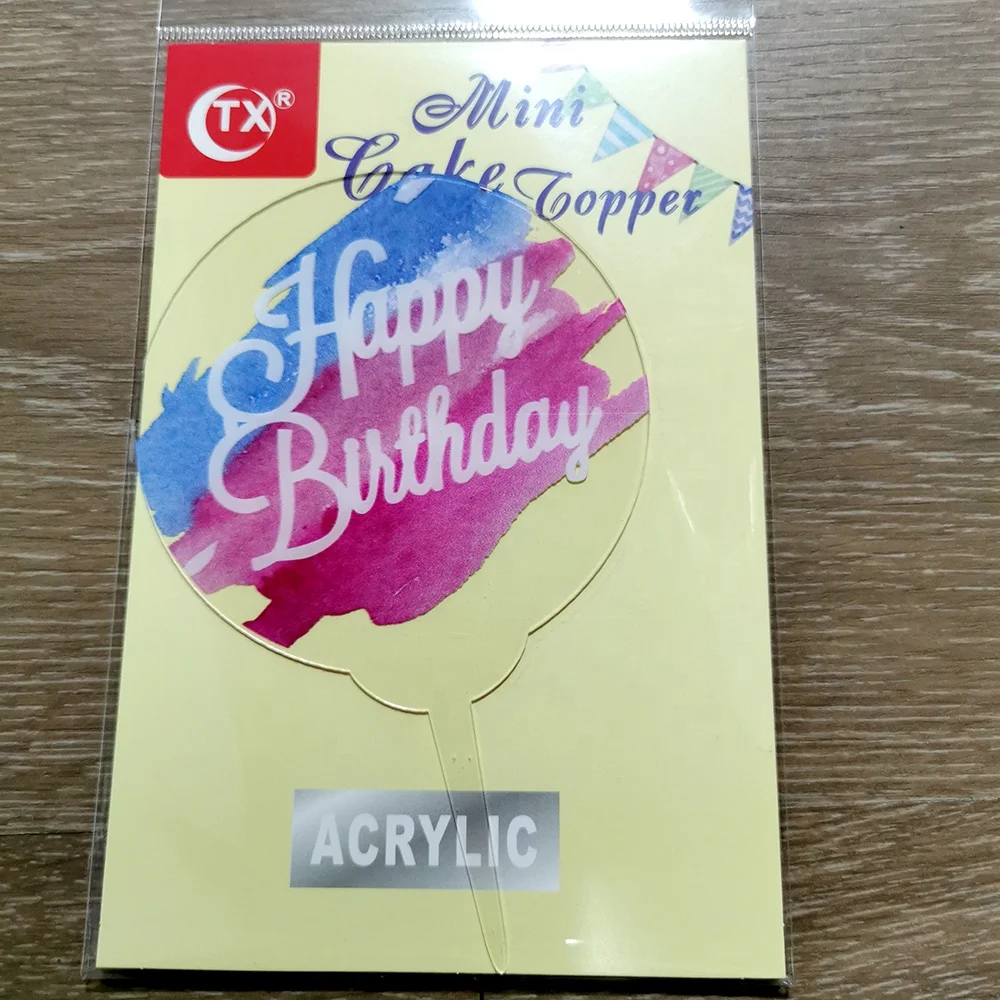 TX®
Mini
Cake Topper
Happy
Birthday
ACRYLIC